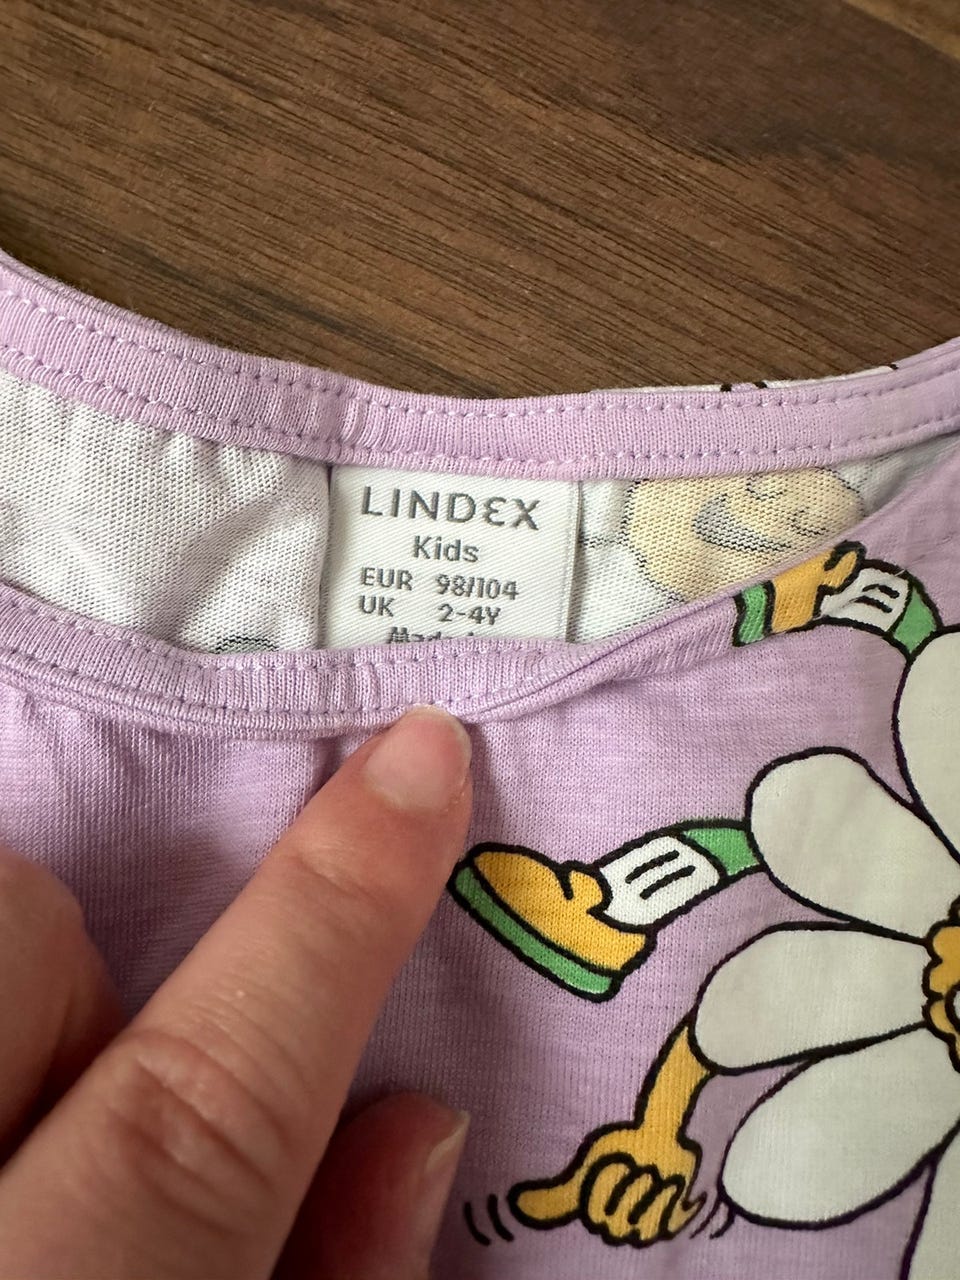 LINDEX
Kids
EUR 98/104
UK 2-4Y